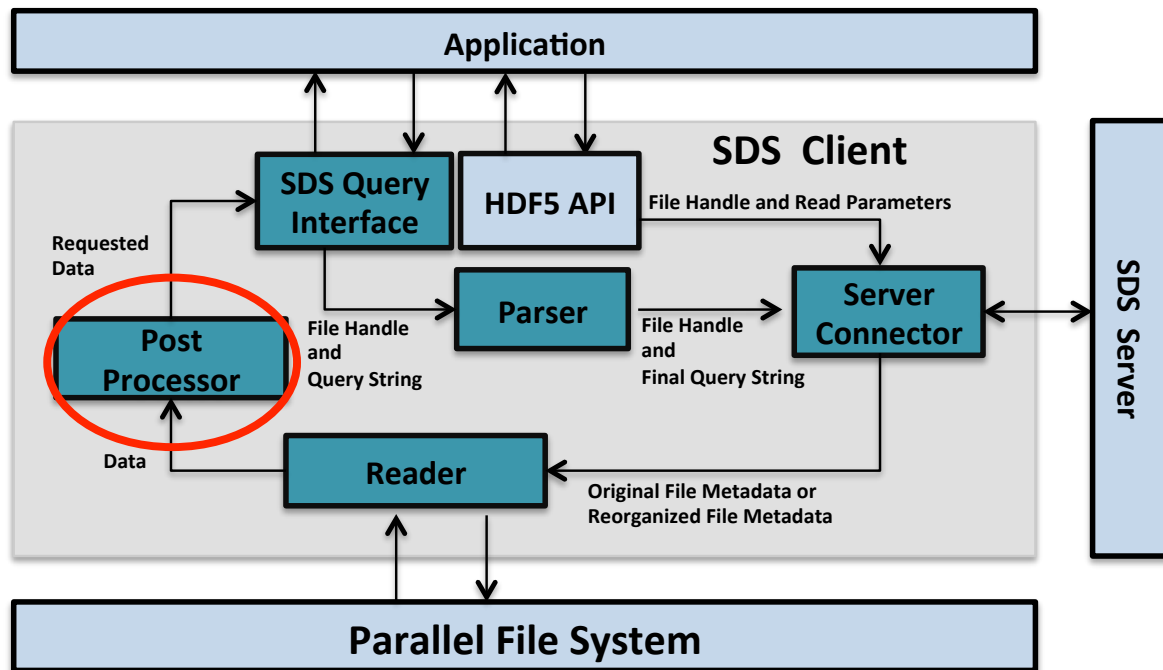 Application
SDS Client
SDS Query
Interface
HDF5 API
File Handle and Read Parameters
Requested
Data
Parser
Server
Connector
SDS Server
Post
Processor
File Handle
and
Query String
File Handle
and
Final Query String
Data
Reader
Original File Metadata or
Reorganized File Metadata
Parallel File System